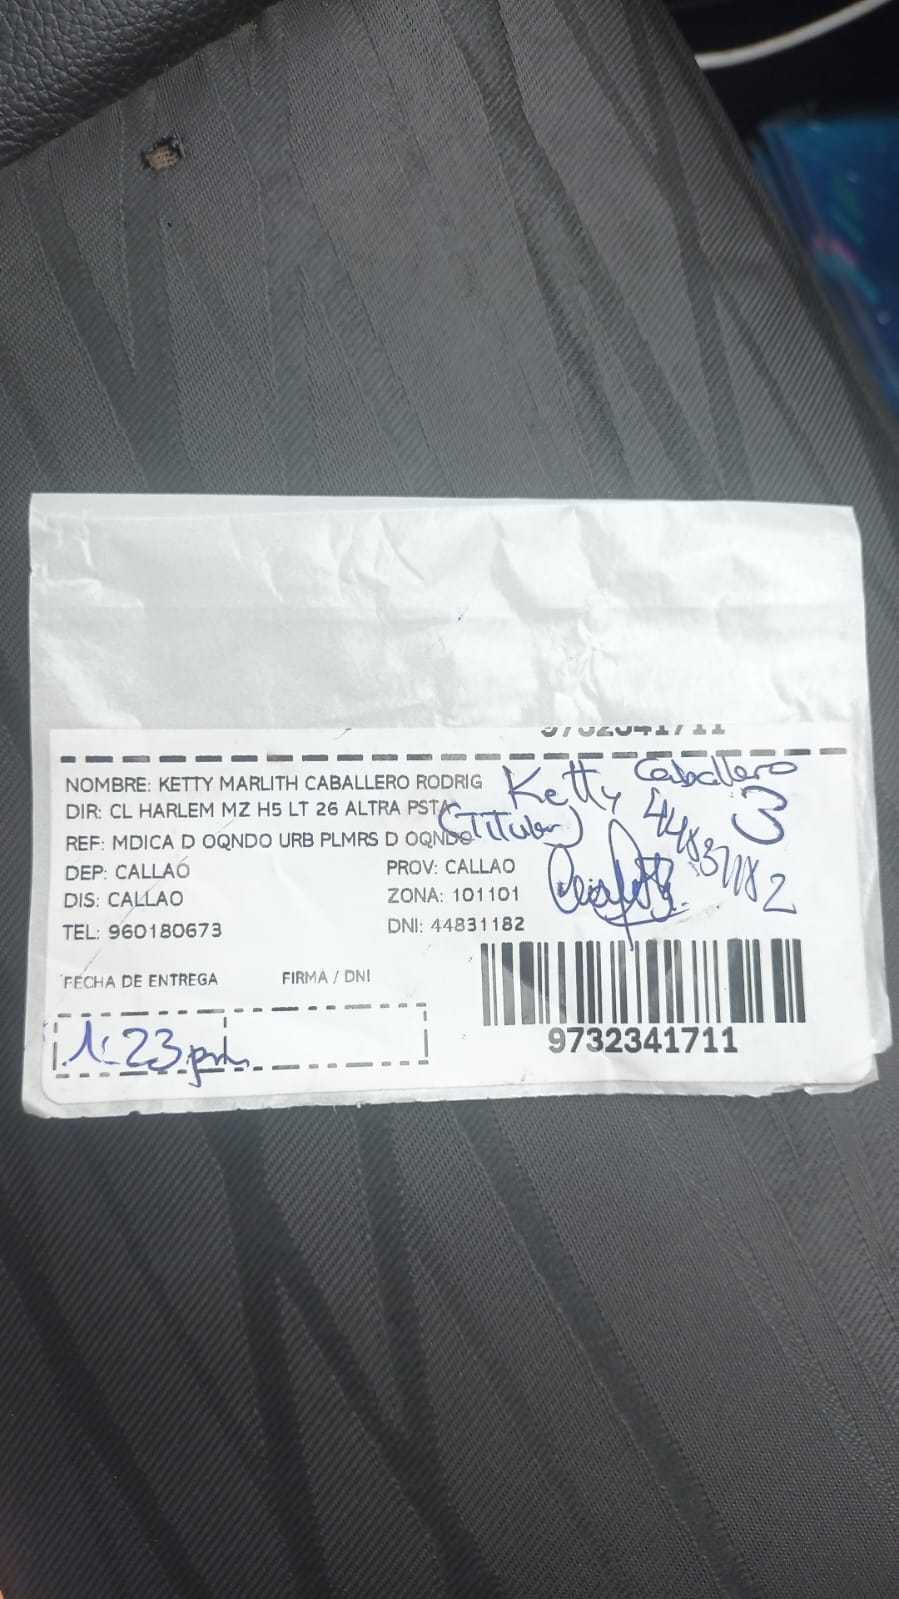 9732341711
NOMBRE: KETTY MARLITH CABALLERO RODRIG
Ketty Caballero
DIR: CL HARLEM MZ H5 LT 26 ALTRA PSTA
(Titular)
3
REF: MDICA D OQNDO URB PLMRS D OQNDO
DEP: CALLAO PROV: CALLAO
DIS: CALLAO ZONA: 101101
TEL: 960180673 DNI: 44831182
FECHA DE ENTREGA FIRMA / DNI
1:23 pm
9732341711